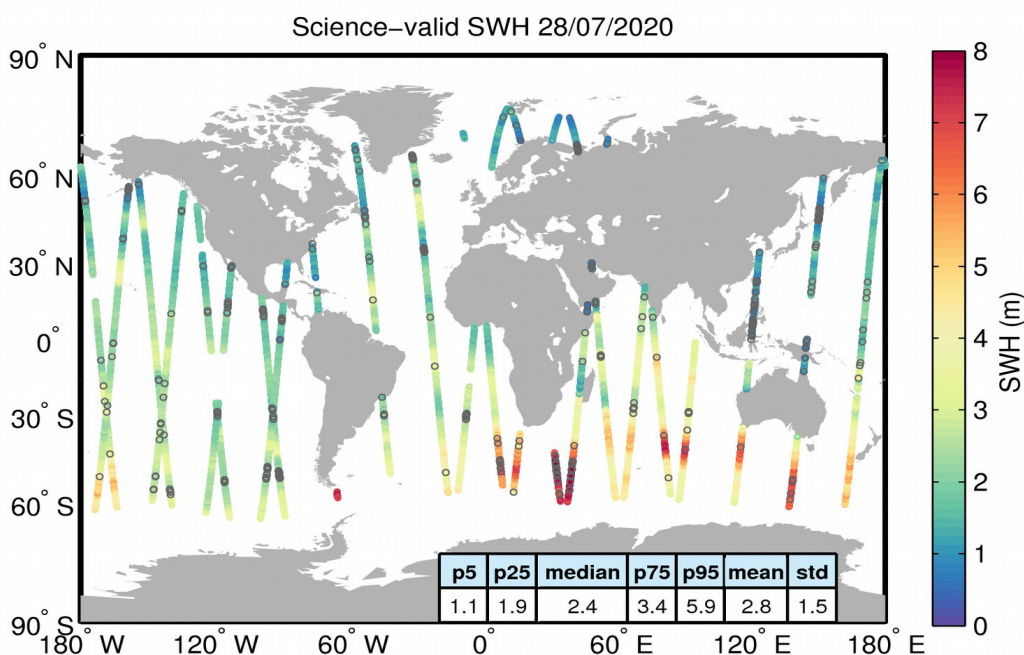 Science−valid SWH 28/07/2020
90° N
60° N
30° N
0°
30° S
60° S
90° S
180° W
120° W
60° W
0°
60° E
120° E
180° E
p5 p25 median p75 p95 mean std
1.1 1.9 2.4 3.4 5.9 2.8 1.5
8
7
6
5
4
3
2
1
0
SWH (m)